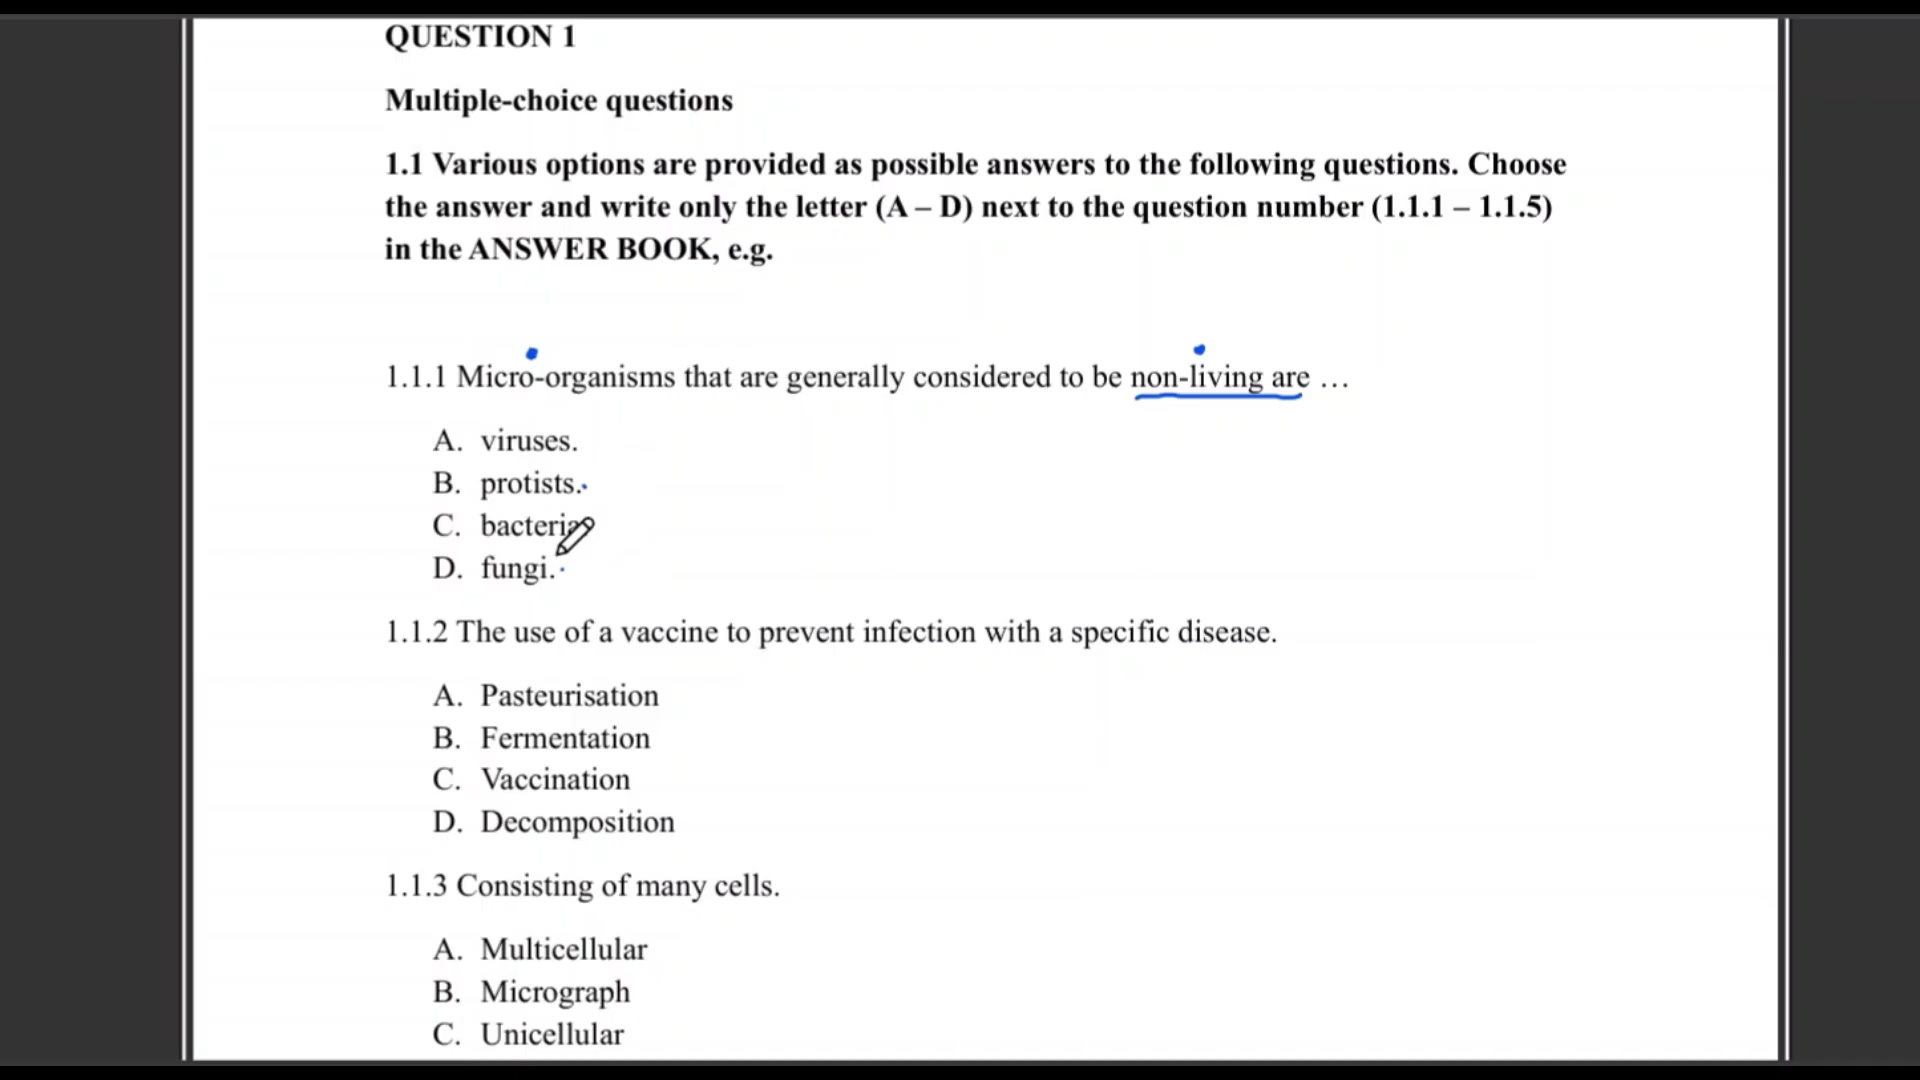 QUESTION 1
Multiple-choice questions
1.1 Various options are provided as possible answers to the following questions. Choose
the answer and write only the letter (A – D) next to the question number (1.1.1 – 1.1.5)
in the ANSWER BOOK, e.g.
1.1.1 Micro-organisms that are generally considered to be non-living are …
A. viruses.
B. protists.
C. bacteria
D. fungi.
1.1.2 The use of a vaccine to prevent infection with a specific disease.
A. Pasteurisation
B. Fermentation
C. Vaccination
D. Decomposition
1.1.3 Consisting of many cells.
A. Multicellular
B. Micrograph
C. Unicellular